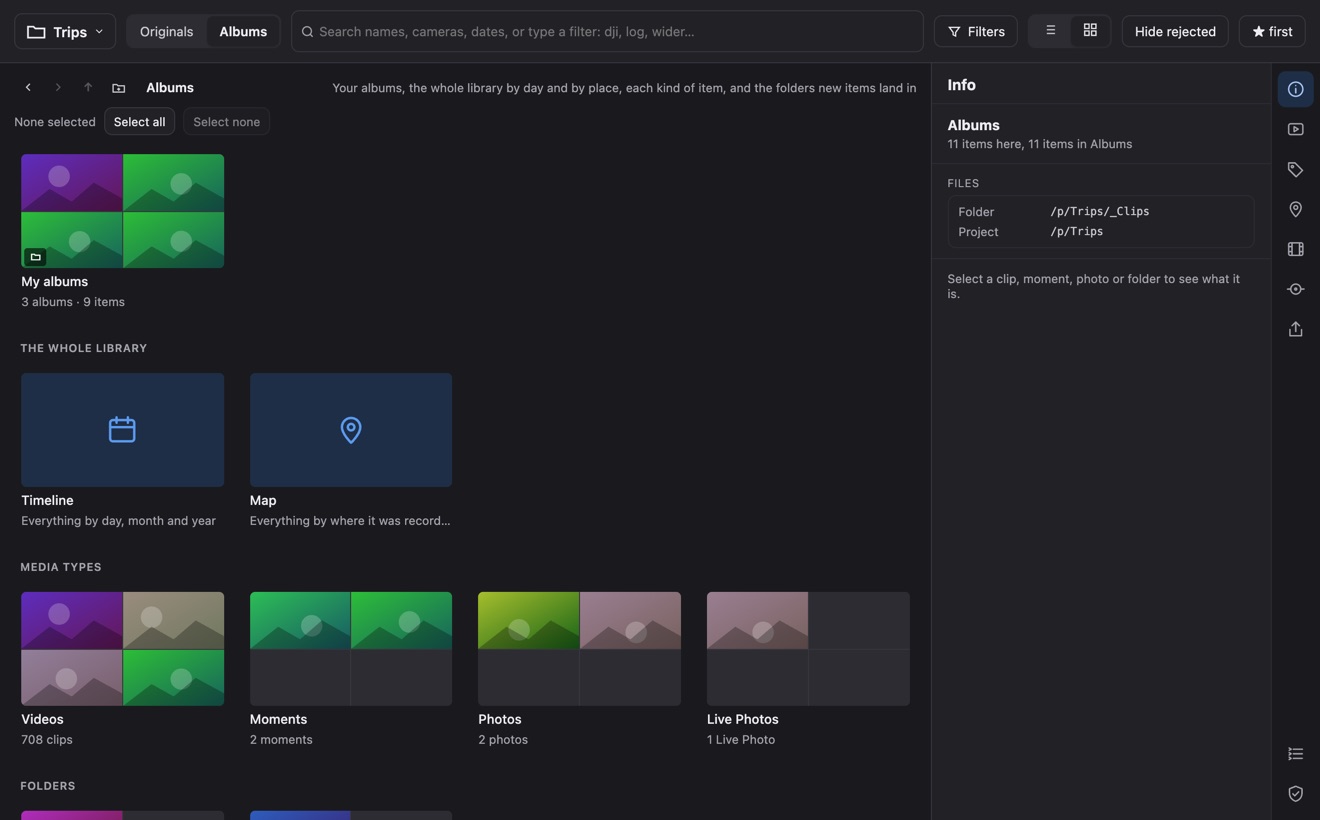 Trips
Originals
Albums
Search names, cameras, dates, or type a filter: dji, log, wider...
Filters
Hide rejected
★ first
Albums
Your albums, the whole library by day and by place, each kind of item, and the folders new items land in
None selected
Select all
Select none
My albums
3 albums · 9 items
THE WHOLE LIBRARY
Timeline
Everything by day, month and year
Map
Everything by where it was record...
MEDIA TYPES
Videos
708 clips
Moments
2 moments
Photos
2 photos
Live Photos
1 Live Photo
FOLDERS
Info
Albums
11 items here, 11 items in Albums
FILES
Folder /p/Trips/_Clips
Project /p/Trips
Select a clip, moment, photo or folder to see what it
is.